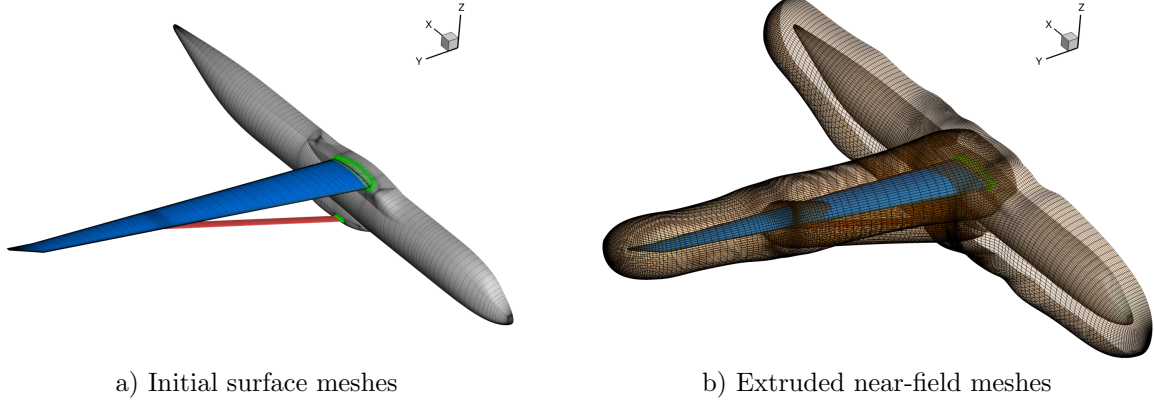 Z
X
Y
Z
X
Y
a) Initial surface meshes
b) Extruded near-field meshes